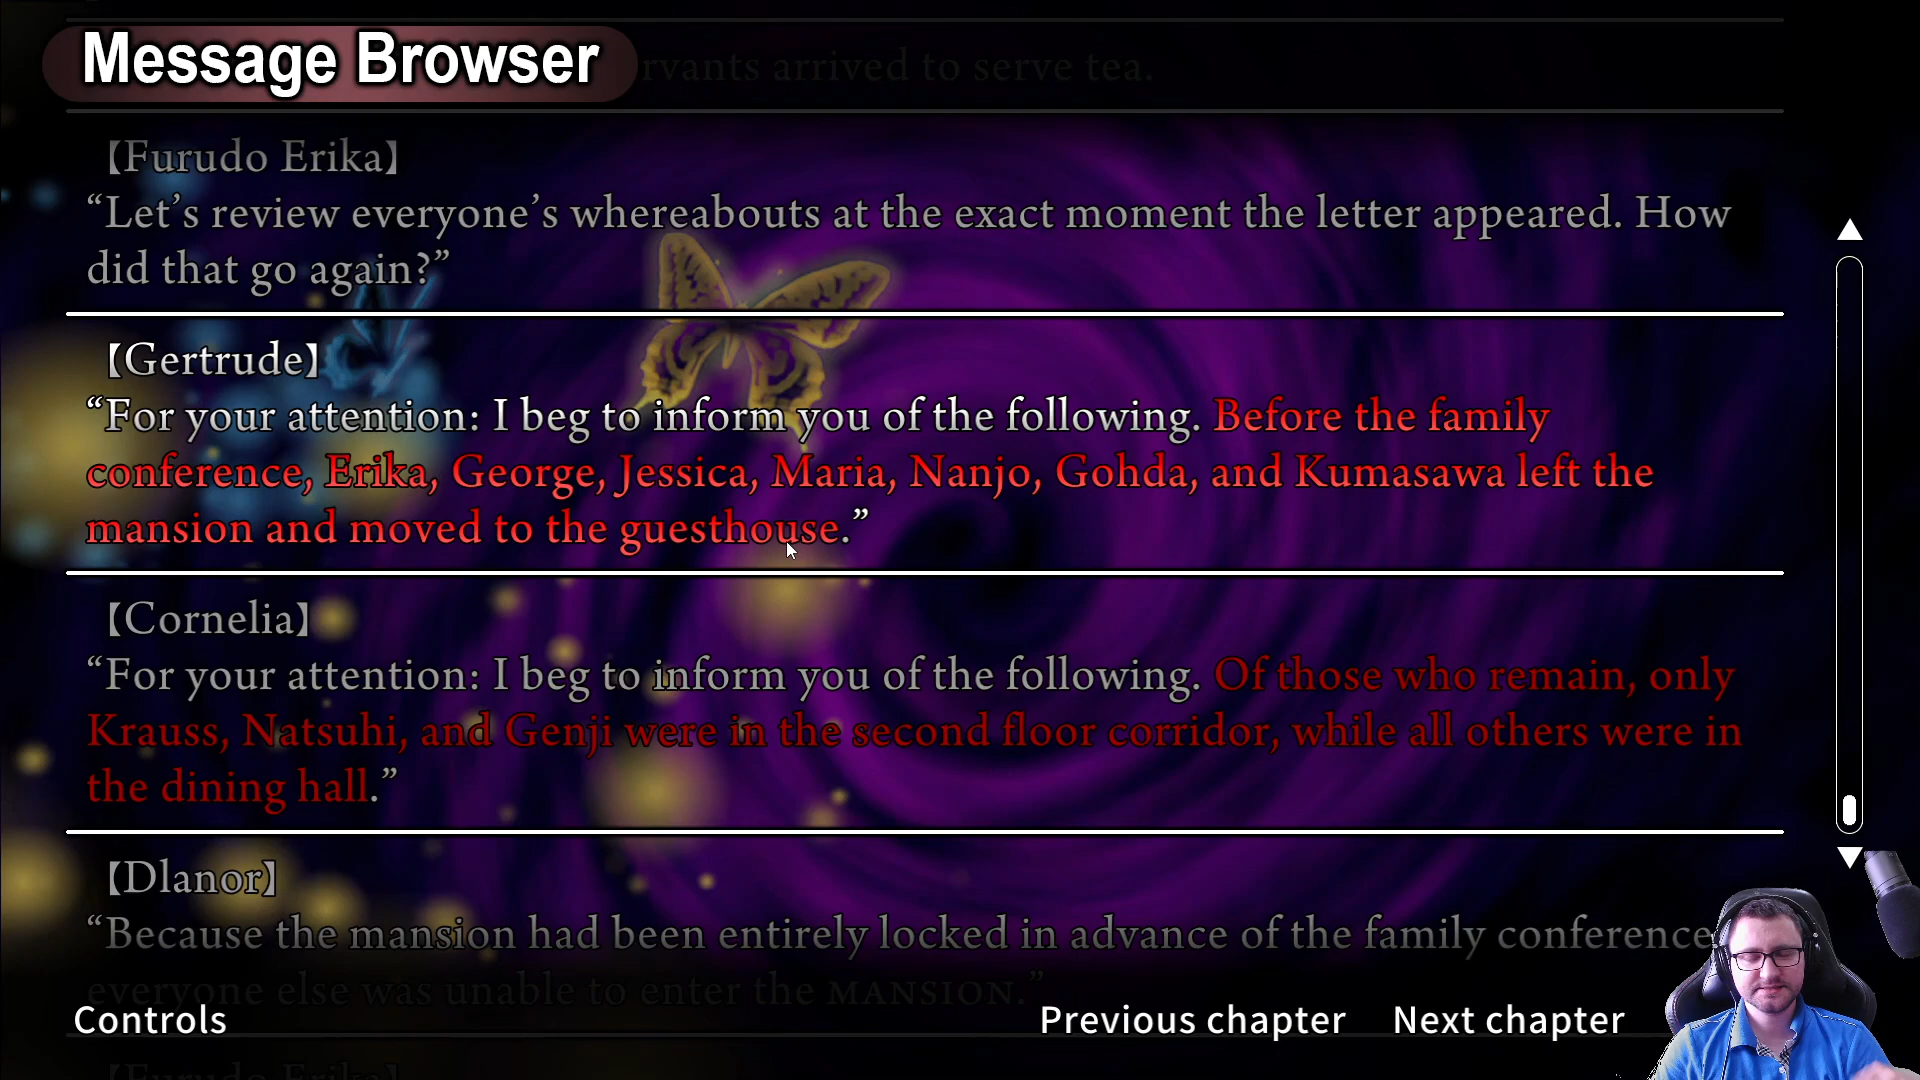 Message Browser
rvants arrived to serve tea.
【Furudo Erika】
“Let’s review everyone’s whereabouts at the exact moment the letter appeared. How
did that go again?”
【Gertrude】
“For your attention: I beg to inform you of the following. Before the family
conference, Erika, George, Jessica, Maria, Nanjo, Gohda, and Kumasawa left the
mansion and moved to the guesthouse.”
【Cornelia】
“For your attention: I beg to inform you of the following. Of those who remain, only
Krauss, Natsuhi, and Genji were in the second floor corridor, while all others were in
the dining hall.”
【Dlanor】
“Because the mansion had been entirely locked in advance of the family conference
everyone else was unable to enter the MANSION.”
Controls
Previous chapter
Next chapter
【Furudo Erika】